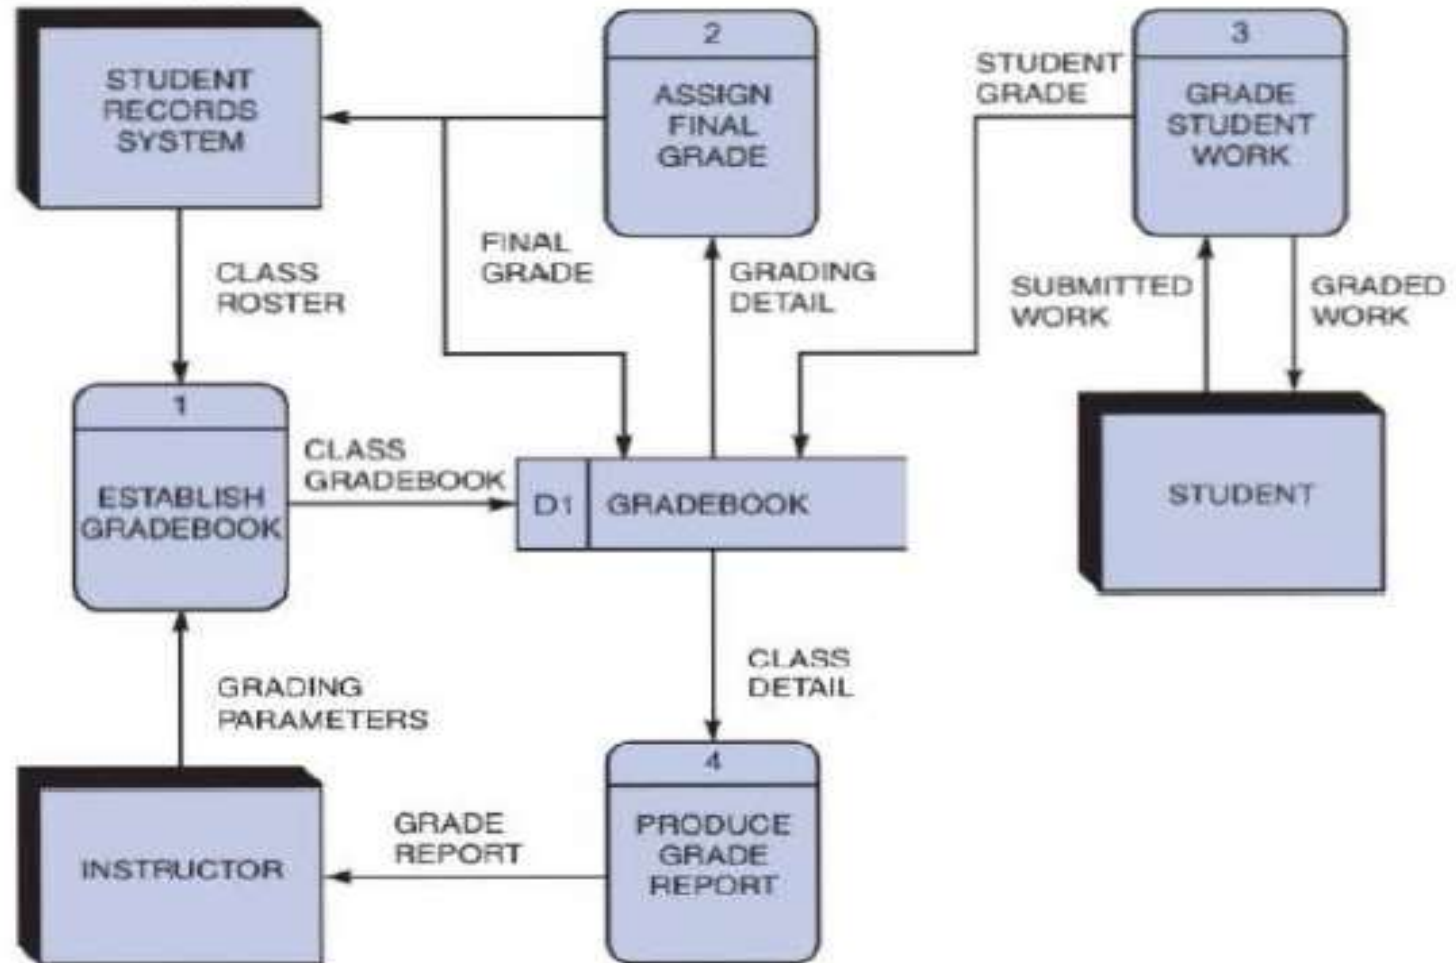 STUDENT
RECORDS
SYSTEM
2
ASSIGN
FINAL
GRADE
STUDENT
GRADE
3
GRADE
STUDENT
WORK
CLASS
ROSTER
FINAL
GRADE
GRADING
DETAIL
SUBMITTED
WORK
GRADED
WORK
1
ESTABLISH
GRADEBOOK
CLASS
GRADEBOOK
D1
GRADEBOOK
STUDENT
GRADING
PARAMETERS
CLASS
DETAIL
INSTRUCTOR
GRADE
REPORT
4
PRODUCE
GRADE
REPORT